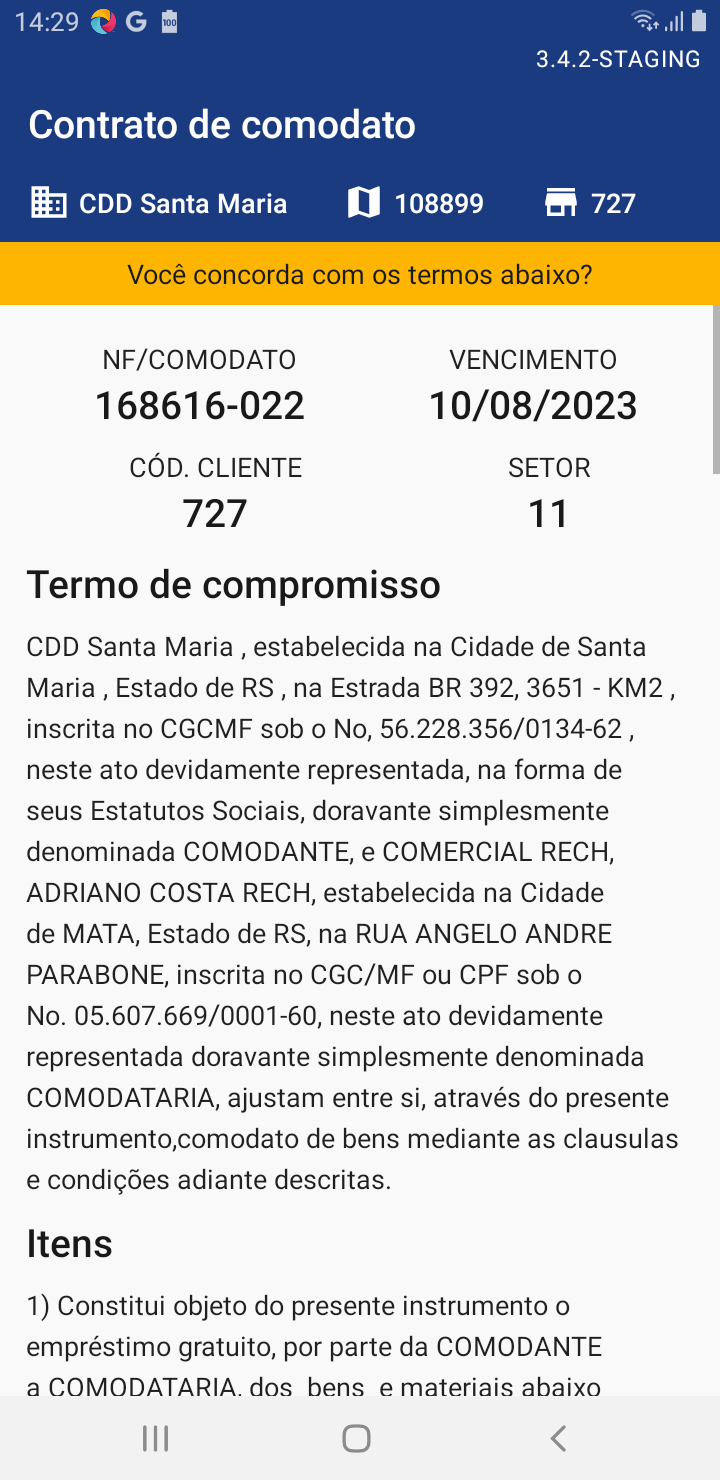 14:29 G 100
3.4.2-STAGING
Contrato de comodato
CDD Santa Maria 108899 727
Você concorda com os termos abaixo?
NF/COMODATO VENCIMENTO
168616-022 10/08/2023
CÓD. CLIENTE SETOR
727 11
Termo de compromisso
CDD Santa Maria , estabelecida na Cidade de Santa
Maria , Estado de RS , na Estrada BR 392, 3651 - KM2 ,
inscrita no CGCMF sob o No, 56.228.356/0134-62 ,
neste ato devidamente representada, na forma de
seus Estatutos Sociais, doravante simplesmente
denominada COMODANTE, e COMERCIAL RECH,
ADRIANO COSTA RECH, estabelecida na Cidade
de MATA, Estado de RS, na RUA ANGELO ANDRE
PARABONE, inscrita no CGC/MF ou CPF sob o
No. 05.607.669/0001-60, neste ato devidamente
representada doravante simplesmente denominada
COMODATARIA, ajustam entre si, através do presente
instrumento,comodato de bens mediante as clausulas
e condições adiante descritas.
Itens
1) Constitui objeto do presente instrumento o
empréstimo gratuito, por parte da COMODANTE
a COMODATARIA, dos bens e materiais abaixo